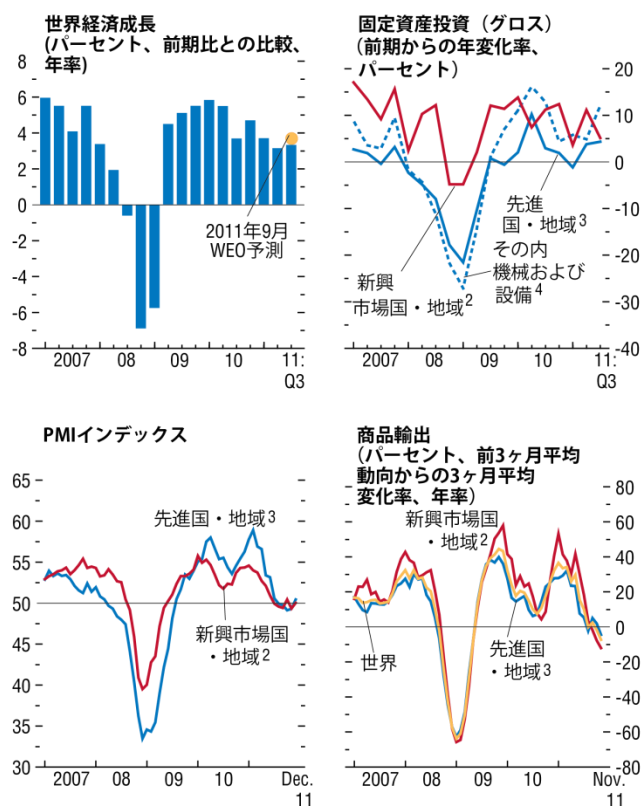 世界経済成長
(パーセント、前期比との比較、
年率)
8
6
4
2
0
-2
-4
-6
-8
2011年9月
WEO予測
2007
08
09
10
11:
Q3
固定資産投資（グロス）
（前期からの年変化率、
パーセント）
20
10
0
-10
-20
-30
-40
先進
国・地域3
その内
機械および
設備4
新興
市場国・地域2
2007
08
09
10
11:
Q3
PMIインデックス
65
60
55
50
45
40
35
30
先進国・地域3
新興市場国
・地域2
2007
08
09
10
Dec.
11
商品輸出
（パーセント、前3ヶ月平均
動向からの3ヶ月平均
変化率、年率）
80
60
40
20
0
-20
-40
-60
-80
新興市場国
・地域2
世界
先進国
・地域3
2007
08
09
10
Nov.
11